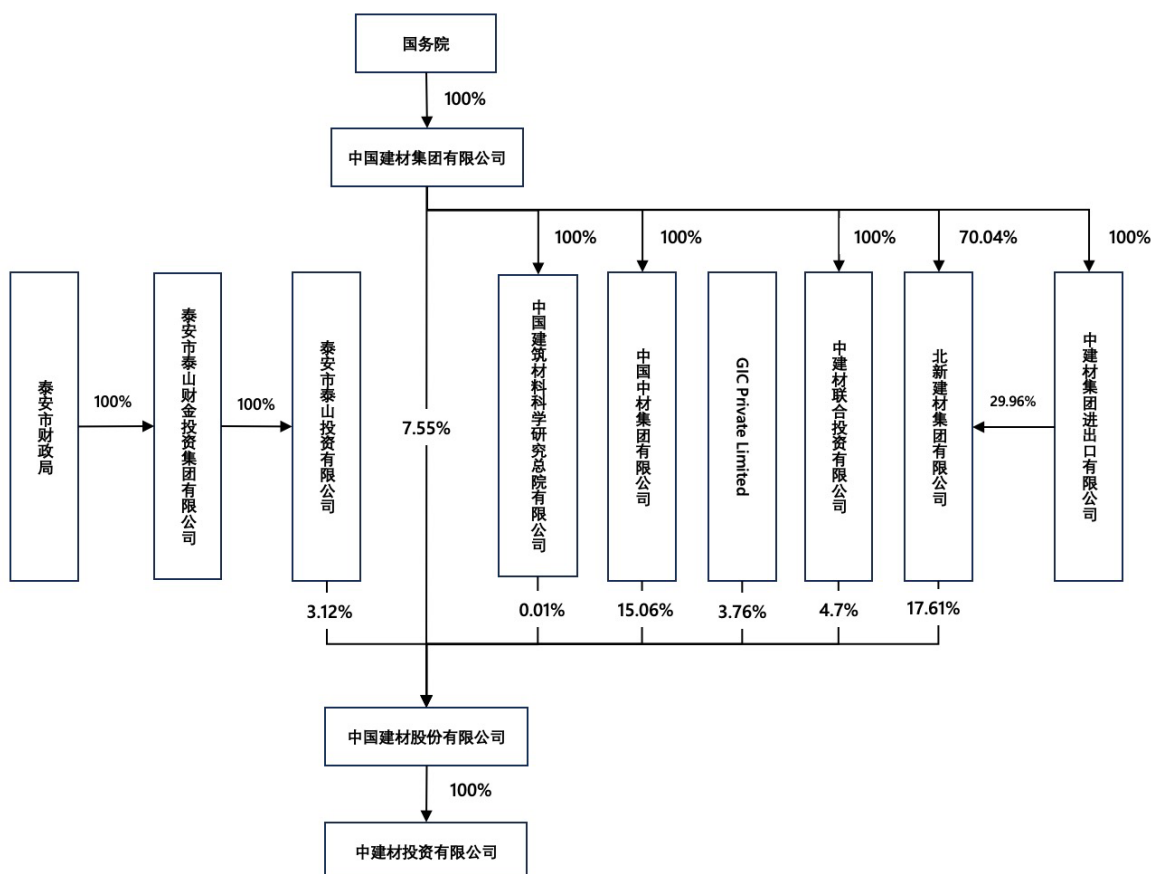 国务院
100%
中国建材集团有限公司
100%
100%
100%
70.04%
100%
泰安市财政局
100%
泰安市泰山财金投资集团有限公司
100%
泰安市泰山投资有限公司
7.55%
中国建筑材料科学研究总院有限公司
中国中材集团有限公司
GIC Private Limited
中建材联合投资有限公司
北新建材集团有限公司
29.96%
中建材集团进出口有限公司
3.12%
0.01%
15.06%
3.76%
4.7%
17.61%
中国建材股份有限公司
100%
中建材投资有限公司